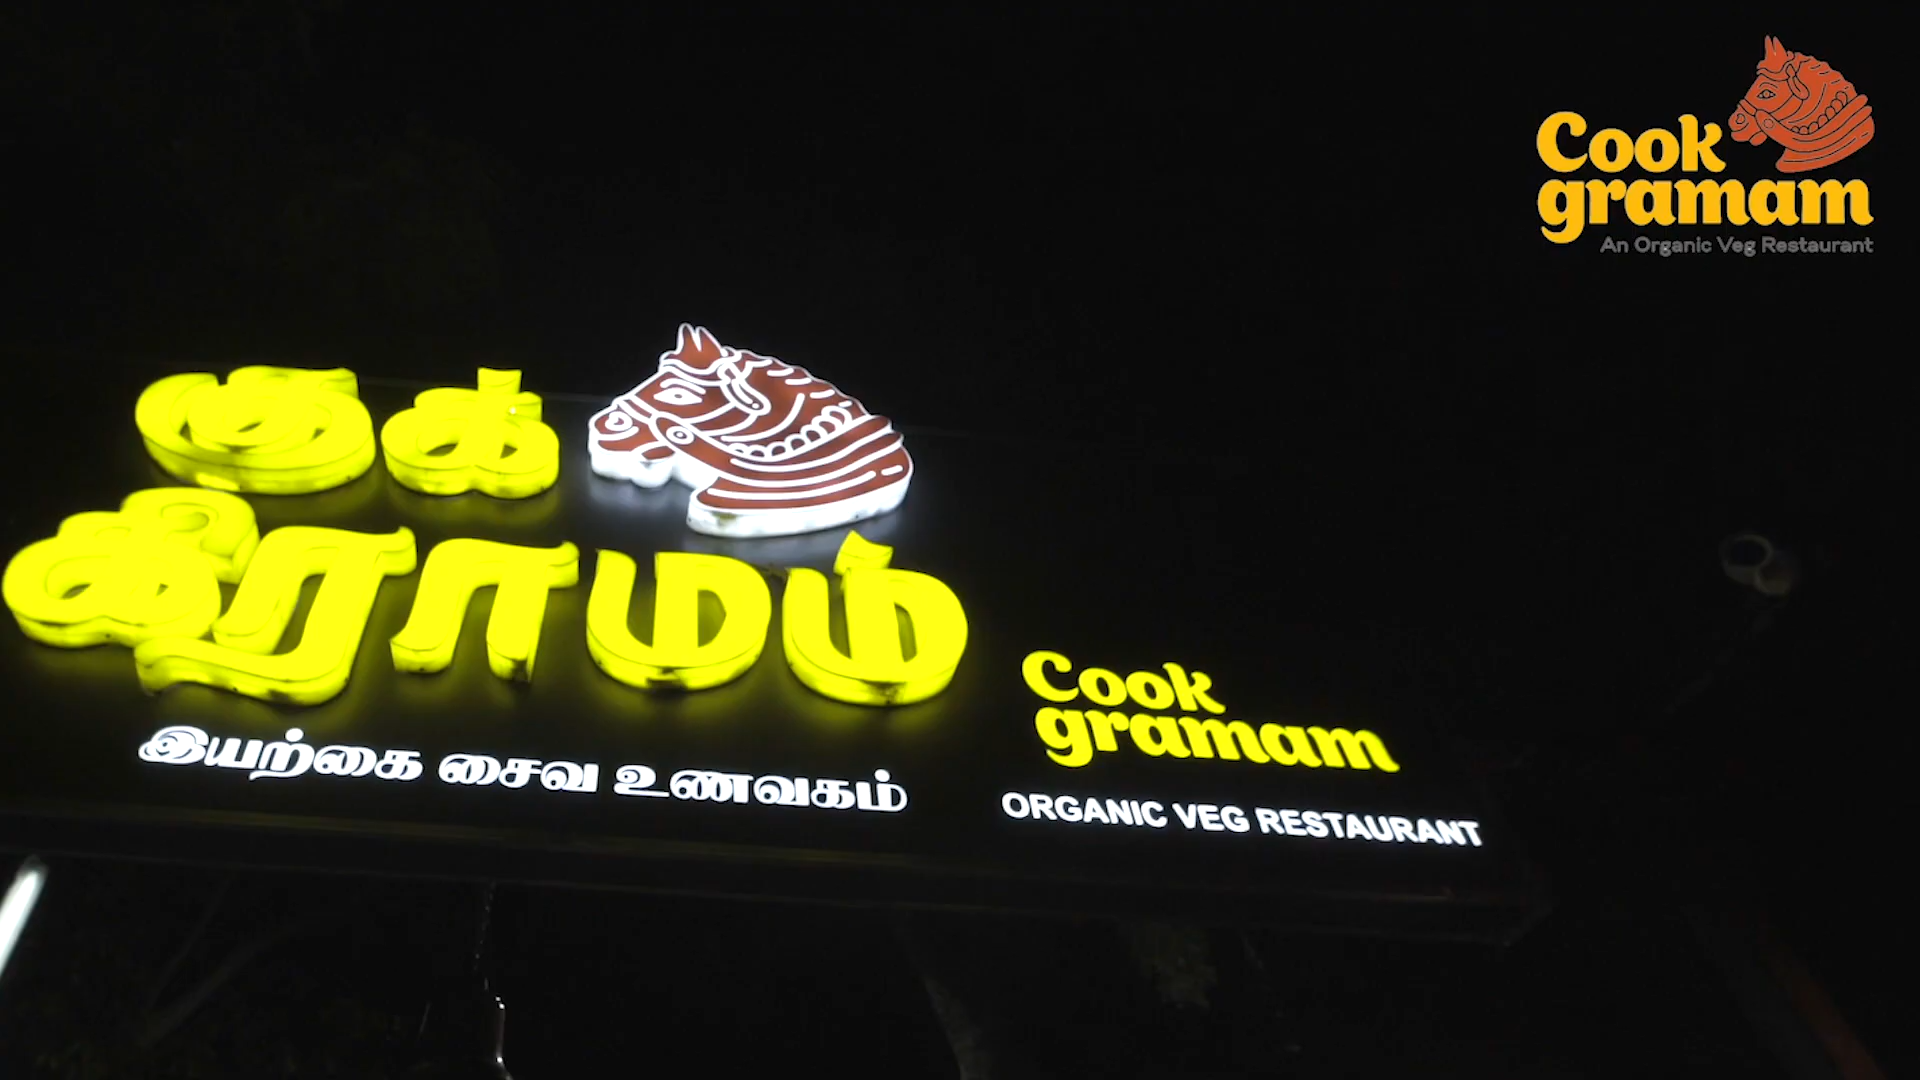 குக்
கிராமம்
இயற்கை சைவ உணவகம்
Cook
gramam
ORGANIC VEG RESTAURANT
Cook
gramam
An Organic Veg Restaurant